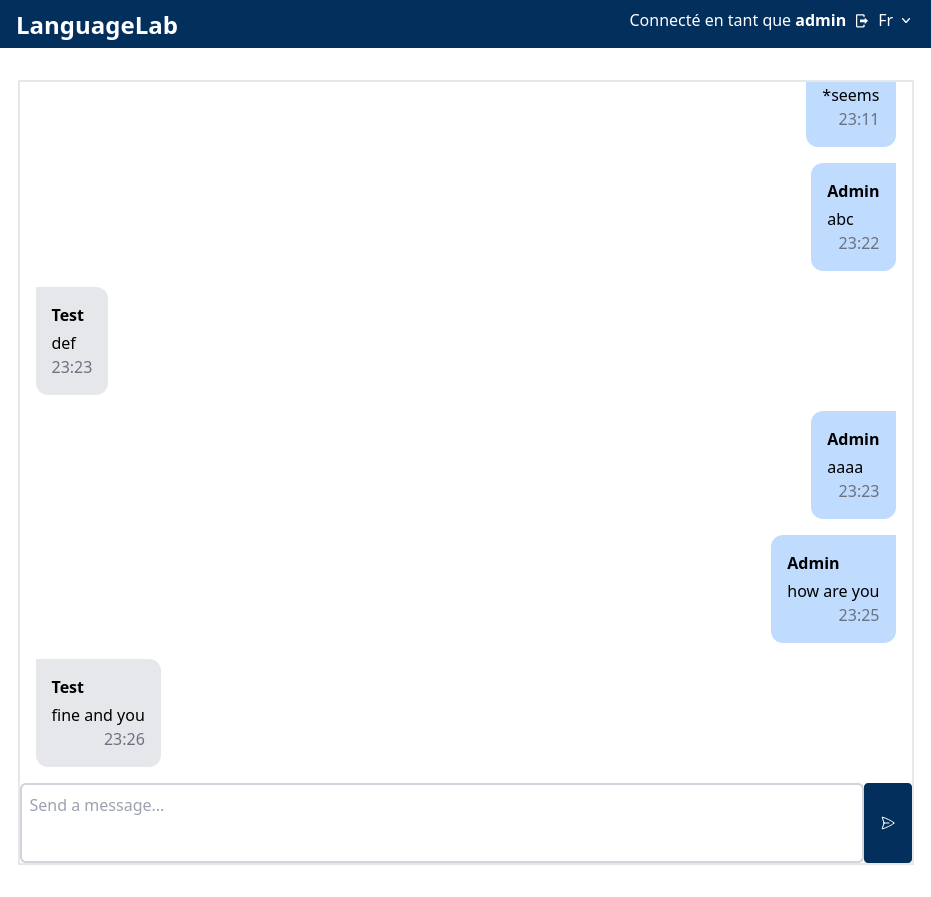 LanguageLab
Connecté en tant que admin Fr
*seems
23:11
Admin
abc
23:22
Test
def
23:23
Admin
aaaa
23:23
Admin
how are you
23:25
Test
fine and you
23:26
Send a message...